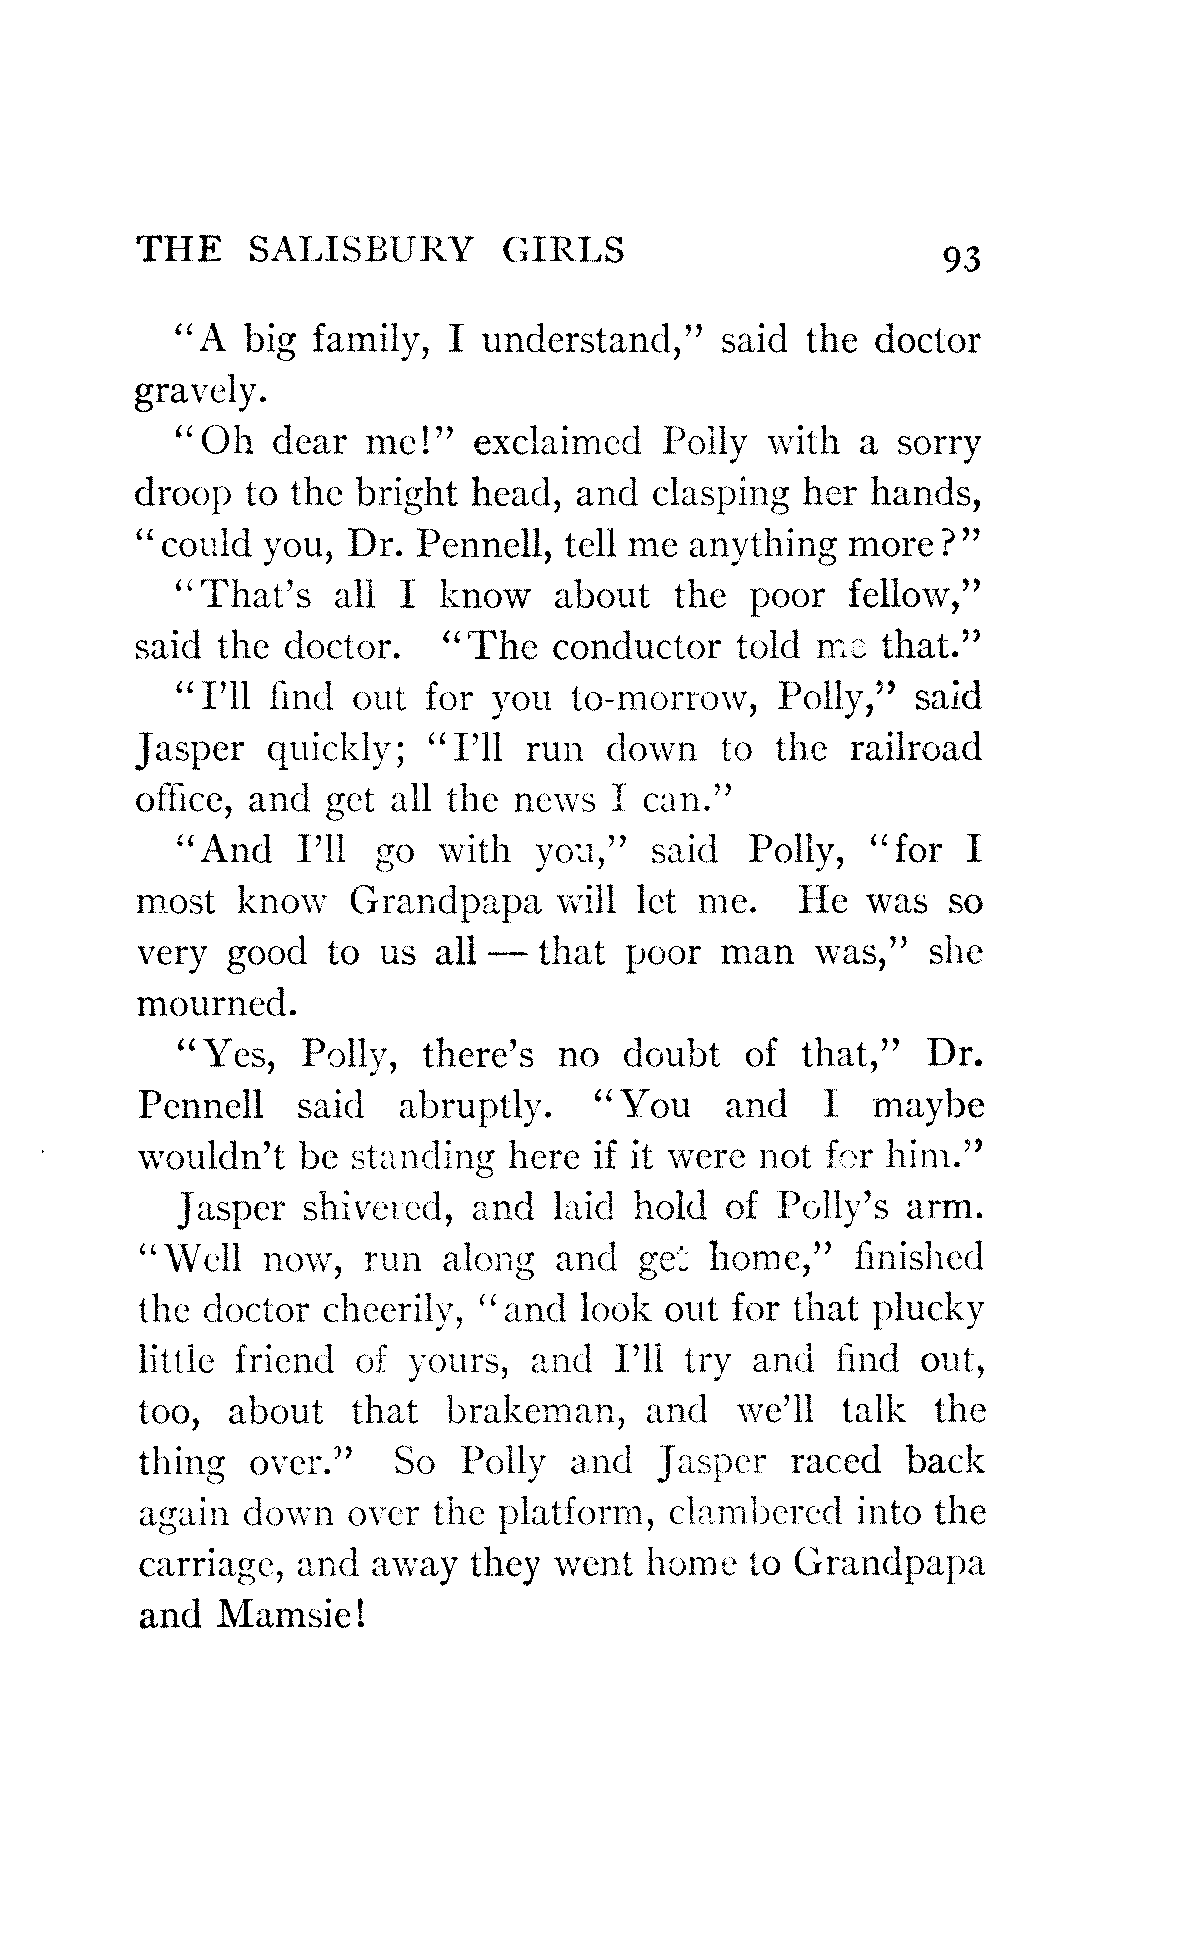 THE SALISBURY GIRLS 93
"A big family, I understand," said the doctor
gravely.
"Oh dear me!" exclaimed Polly with a sorry
droop to the bright head, and clasping her hands,
"could you, Dr. Pennell, tell me anything more?"
"That's all I know about the poor fellow,"
said the doctor. "The conductor told me that."
"I'll find out for you to-morrow, Polly," said
Jasper quickly; "I'll run down to the railroad
office, and get all the news I can."
"And I'll go with you," said Polly, "for I
most know Grandpapa will let me. He was so
very good to us all — that poor man was," she
mourned.
"Yes, Polly, there's no doubt of that," Dr.
Pennell said abruptly. "You and I maybe
wouldn't be standing here if it were not for him."
Jasper shivered, and laid hold of Polly's arm.
"Well now, run along and get home," finished
the doctor cheerily, "and look out for that plucky
little friend of yours, and I'll try and find out,
too, about that brakeman, and we'll talk the
thing over." So Polly and Jasper raced back
again down over the platform, clambered into the
carriage, and away they went home to Grandpapa
and Mamsie!